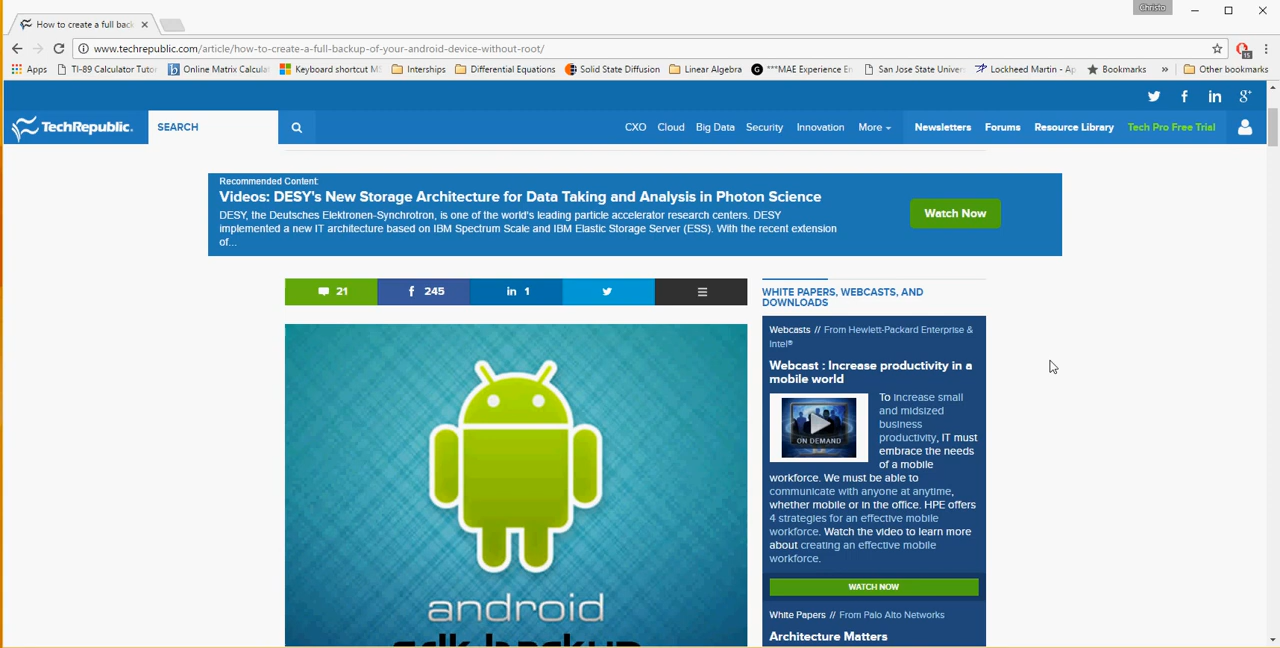 Christo
How to create a full back
www.techrepublic.com/article/how-to-create-a-full-backup-of-your-android-device-without-root/
15
Apps TI-89 Calculator Tutor Online Matrix Calcula Keyboard shortcut MS Interships Differential Equations Solid State Diffusion Linear Algebra ***MAE Experience En San Jose State Univers Lockheed Martin - Ap Bookmarks » Other bookmarks
TechRepublic. SEARCH CXO Cloud Big Data Security Innovation More Newsletters Forums Resource Library Tech Pro Free Trial
Recommended Content:
Videos: DESY's New Storage Architecture for Data Taking and Analysis in Photon Science
DESY, the Deutsches Elektronen-Synchrotron, is one of the world's leading particle accelerator research centers. DESY
implemented a new IT architecture based on IBM Spectrum Scale and IBM Elastic Storage Server (ESS). With the recent extension
of...
Watch Now
21 245 1
android
WHITE PAPERS, WEBCASTS, AND
DOWNLOADS
Webcasts // From Hewlett-Packard Enterprise &
Intel®
Webcast : Increase productivity in a
mobile world
ON DEMAND
To increase small
and midsized
business
productivity, IT must
embrace the needs
of a mobile
workforce. We must be able to
communicate with anyone at anytime,
whether mobile or in the office. HPE offers
4 strategies for an effective mobile
workforce. Watch the video to learn more
about creating an effective mobile
workforce.
WATCH NOW
White Papers // From Palo Alto Networks
Architecture Matters